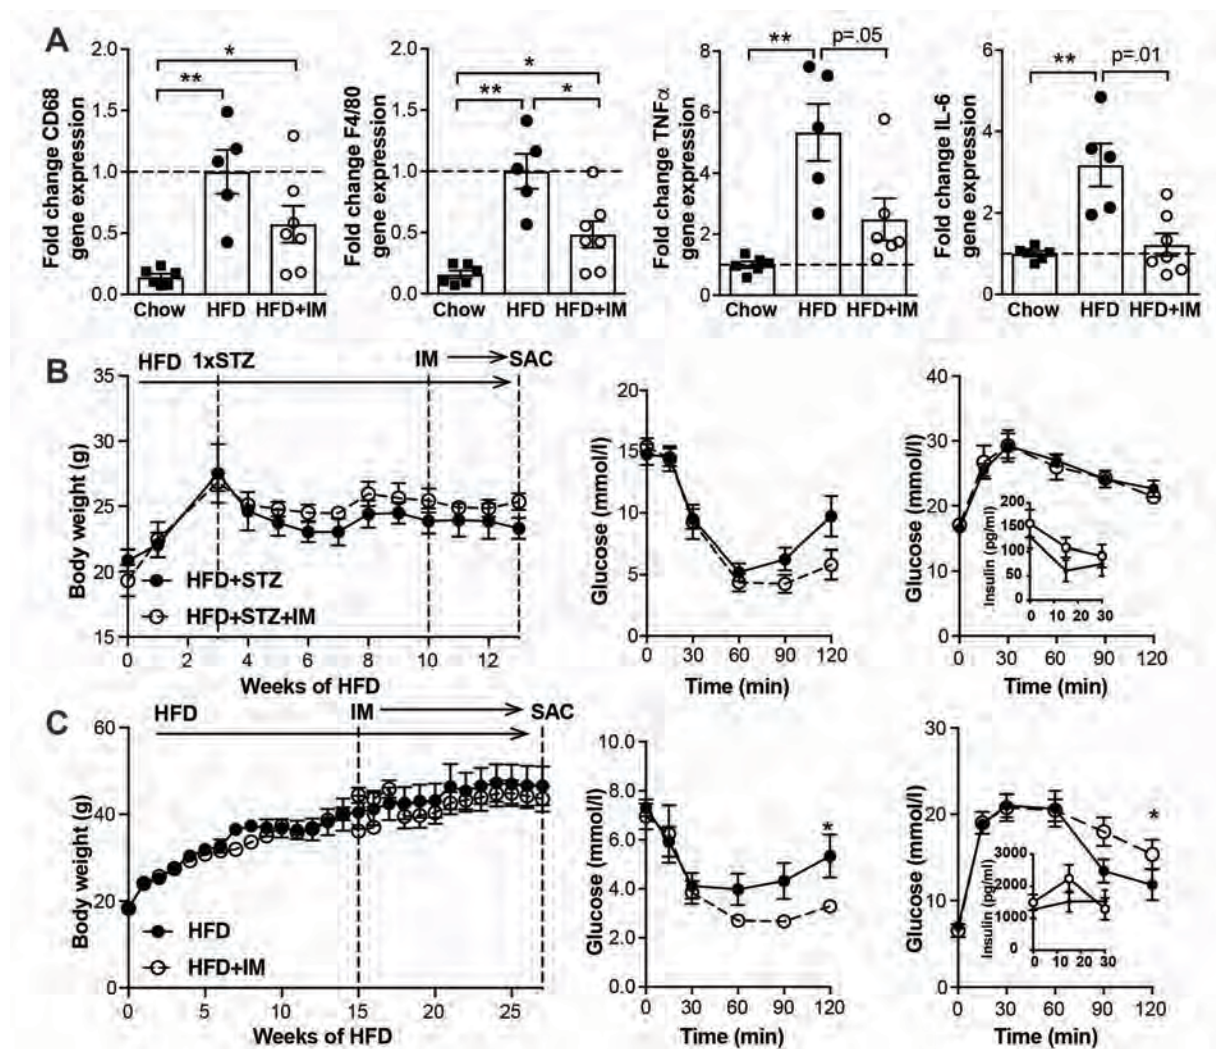 A
Fold change CD68
gene expression
2.0
1.5
1.0
0.5
0.0
*
**
Chow HFD HFD+IM
Fold change F4/80
gene expression
2.0
1.5
1.0
0.5
0.0
*
** *
Chow HFD HFD+IM
Fold change TNFα
gene expression
8
6
4
2
0
** p=.05
Chow HFD HFD+IM
Fold change IL-6
gene expression
6
4
2
0
** p=.01
Chow HFD HFD+IM
B
HFD 1xSTZ IM SAC
Body weight (g)
35
30
25
20
15
HFD+STZ
HFD+STZ+IM
0 2 4 6 8 10 12
Weeks of HFD
Glucose (mmol/l)
20
15
10
5
0
0 30 60 90 120
Time (min)
Glucose (mmol/l)
40
30
20
10
0
Insulin (pg/ml)
200
150
100
50
0
0 10 20 30
0 30 60 90 120
Time (min)
C
HFD IM SAC
Body weight (g)
60
40
20
0
HFD
HFD+IM
0 5 10 15 20 25
Weeks of HFD
Glucose (mmol/l)
10.0
8.0
6.0
4.0
2.0
0.0
*
0 30 60 90 120
Time (min)
Glucose (mmol/l)
30
20
10
0
*
Insulin (pg/ml)
3000
2000
1000
0
0 10 20 30
0 30 60 90 120
Time (min)